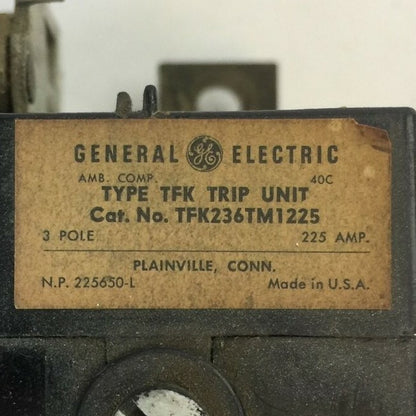 GENERAL GE ELECTRIC
AMB. COMP. 40C
TYPE TFK TRIP UNIT
Cat. No. TFK236TM1225
3 POLE 225 AMP.
PLAINVILLE, CONN.
N.P. 225650-L Made in U.S.A.